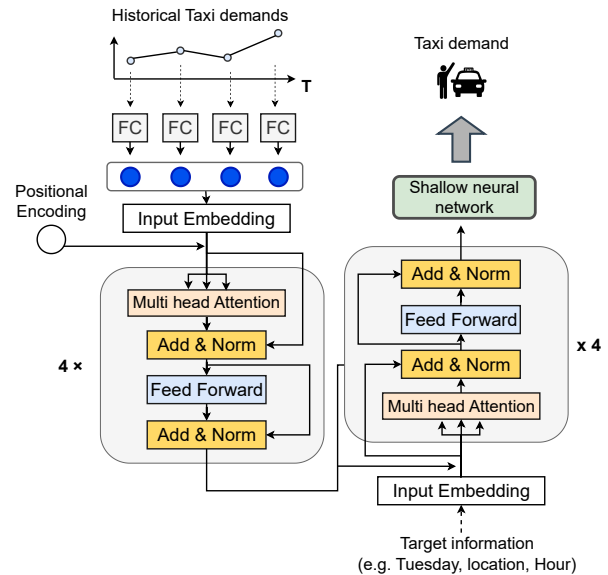 Historical Taxi demands
T
FC FC FC FC
Positional
Encoding
Input Embedding
Multi head Attention
Add & Norm
4 ×
Feed Forward
Add & Norm
Taxi demand
Shallow neural
network
Add & Norm
Feed Forward
x 4
Add & Norm
Multi head Attention
Input Embedding
Target information
(e.g. Tuesday, location, Hour)